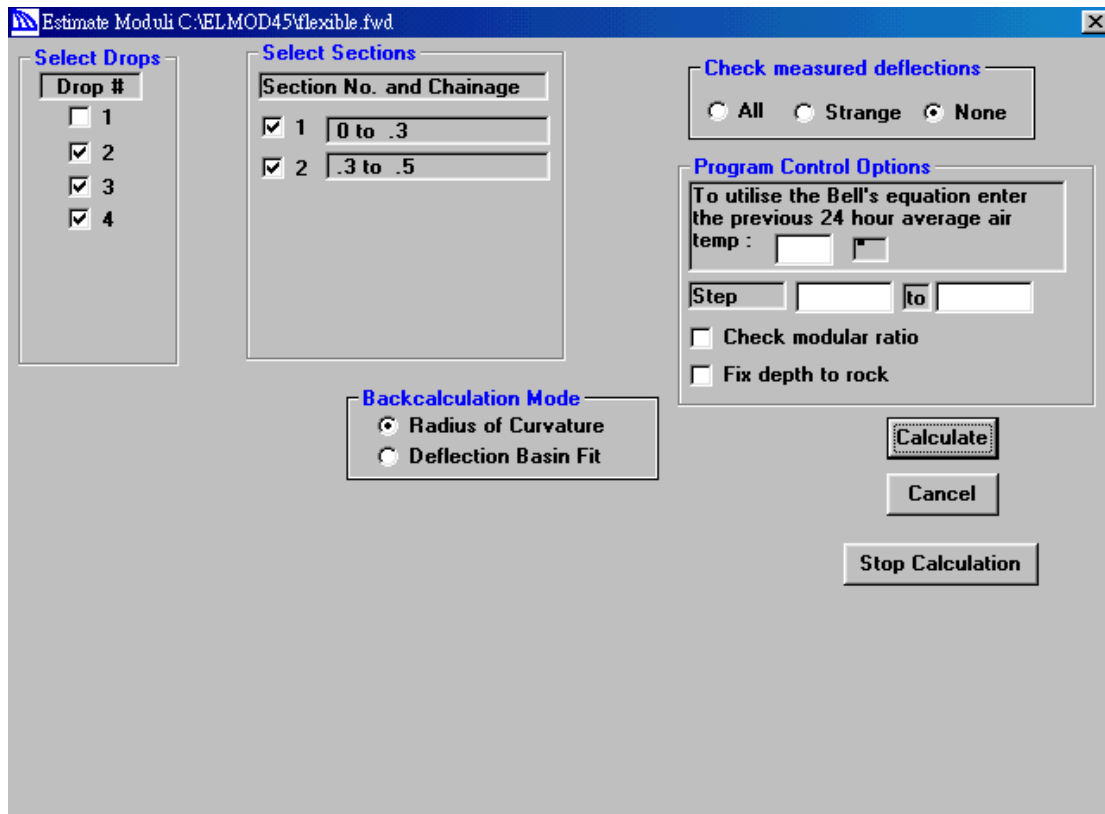 Estimate Moduli C:\ELMOD45\flexible.fwd
Select Drops
Drop #
1
2
3
4
Select Sections
Section No. and Chainage
1 0 to .3
2 .3 to .5
Check measured deflections
All Strange None
Program Control Options
To utilise the Bell's equation enter
the previous 24 hour average air
temp :
Step to
Check modular ratio
Fix depth to rock
Backcalculation Mode
Radius of Curvature
Deflection Basin Fit
Calculate
Cancel
Stop Calculation